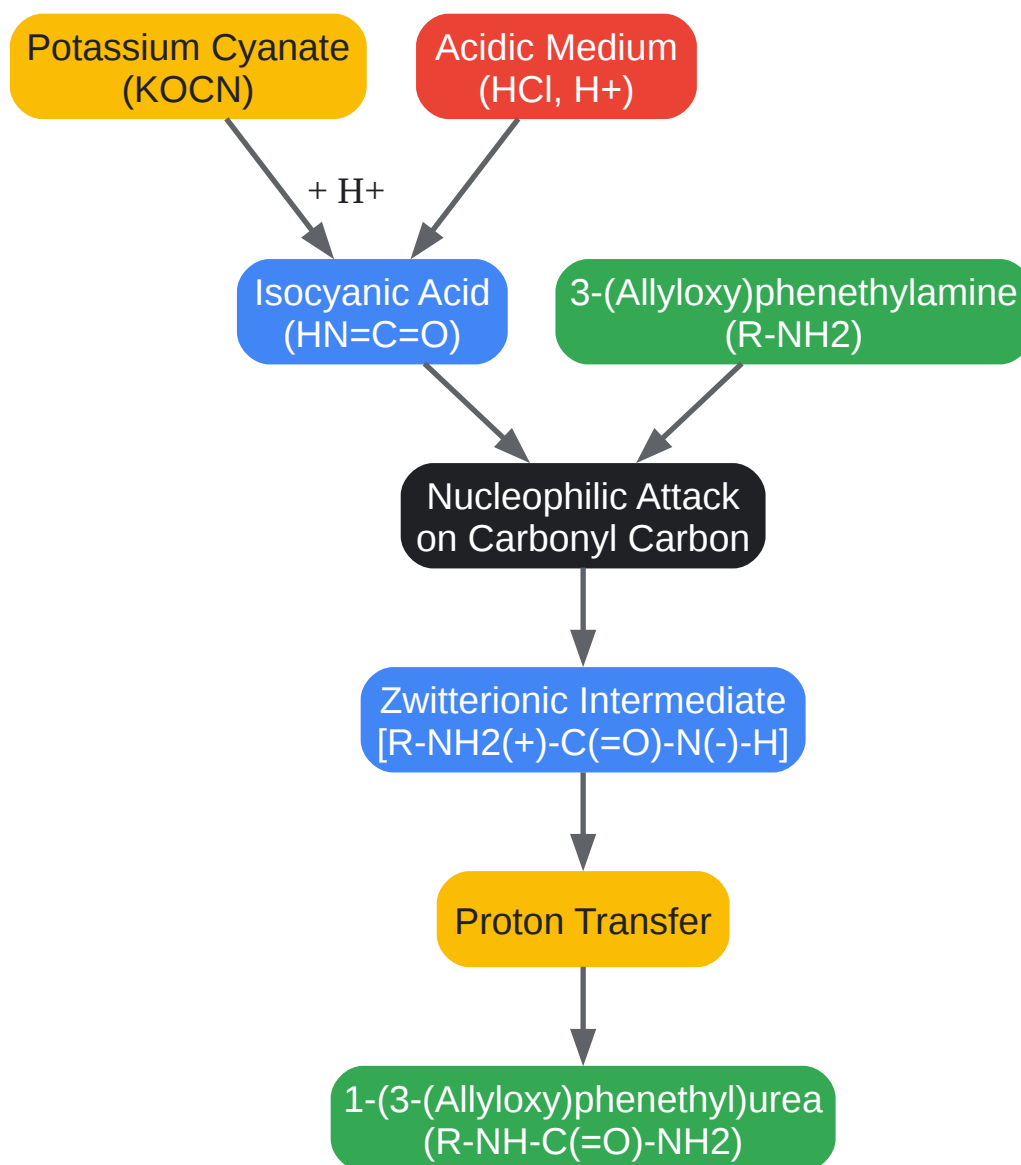 Potassium Cyanate
(KOCN)
Acidic Medium
(HCl, H+)
+ H+
Isocyanic Acid
(HN=C=O)
3-(Allyloxy)phenethylamine
(R-NH2)
Nucleophilic Attack
on Carbonyl Carbon
Zwitterionic Intermediate
[R-NH2(+)-C(=O)-N(-)-H]
Proton Transfer
1-(3-(Allyloxy)phenethyl)urea
(R-NH-C(=O)-NH2)